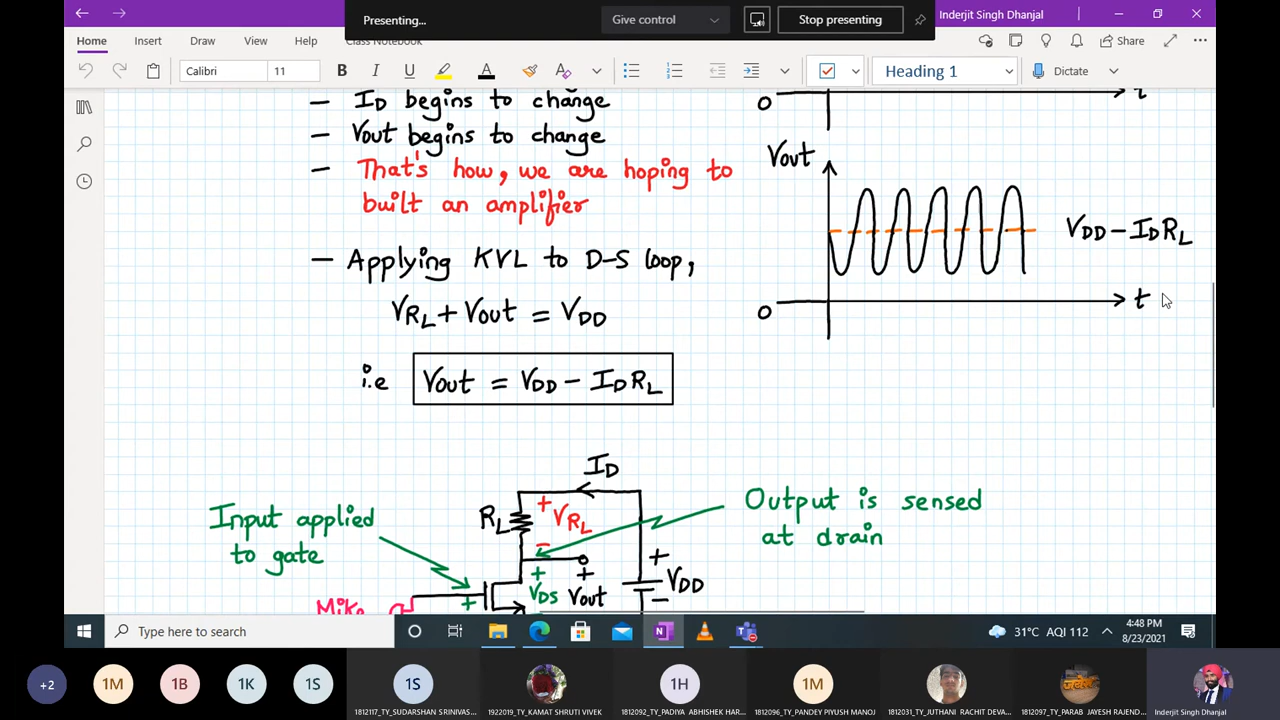 Presenting...
Give control
Stop presenting
Inderjit Singh Dhanjal
Home Insert Draw View Help Class Notebook
Share
Calibri 11 B I U A
Heading 1
Dictate
– ID begins to change
– Vout begins to change
– That's how, we are hoping to
built an amplifier
– Applying KVL to D-S loop,
VRL + Vout = VDD
i.e Vout = VDD – IDRL
0 t
Vout
VDD – IDRL
0 t
ID
Input applied
to gate
RL
+ VRL –
Output is sensed
at drain
+ VDS
+ Vout
+ VDD –
Mike
+
Type here to search
31°C AQI 112
4:48 PM
8/23/2021
+2 1M 1B 1K 1S 1S 1H 1M
1812117_TY_SUDARSHAN SRINIVAS...
1922019_TY_KAMAT SHRUTI VIVEK
1812092_TY_PADIYA ABHISHEK HAR...
1812096_TY_PANDEY PIYUSH MANOJ
1812031_TY_JUTHANI RACHIT DEVA...
1812097_TY_PARAB JAYESH RAJEND...
Inderjit Singh Dhanjal